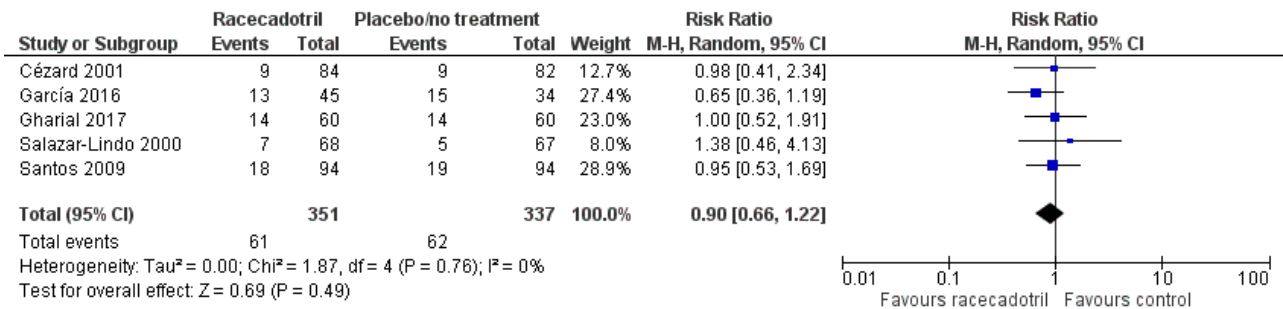 Racecadotril Placebo/no treatment Risk Ratio Risk Ratio
Study or Subgroup Events Total Events Total Weight M-H, Random, 95% CI M-H, Random, 95% CI
Cézard 2001 9 84 9 82 12.7% 0.98 [0.41, 2.34]
García 2016 13 45 15 34 27.4% 0.65 [0.36, 1.19]
Gharial 2017 14 60 14 60 23.0% 1.00 [0.52, 1.91]
Salazar-Lindo 2000 7 68 5 67 8.0% 1.38 [0.46, 4.13]
Santos 2009 18 94 19 94 28.9% 0.95 [0.53, 1.69]
Total (95% CI) 351 337 100.0% 0.90 [0.66, 1.22]
Total events 61 62
Heterogeneity: Tau² = 0.00; Chi² = 1.87, df = 4 (P = 0.76); I² = 0%
Test for overall effect: Z = 0.69 (P = 0.49)
0.01 0.1 1 10 100
Favours racecadotril Favours control